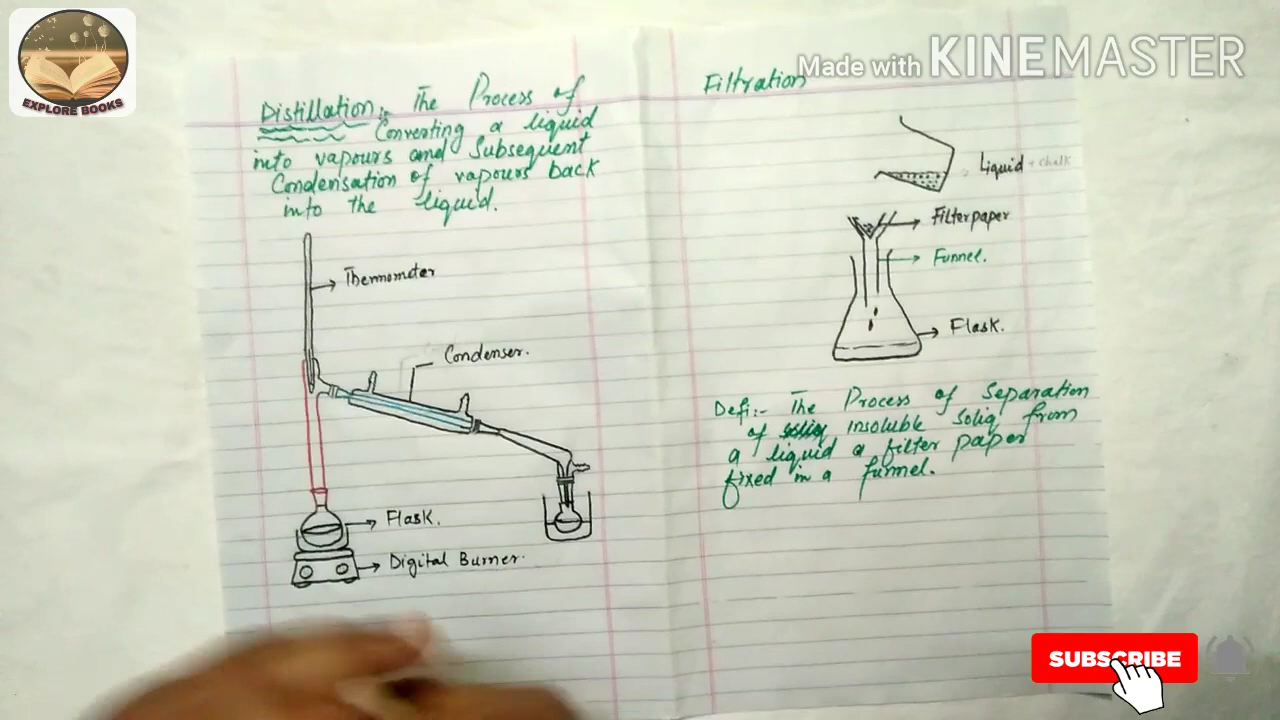 EXPLORE BOOKS
Made with KINEMASTER
Distillation:- The Process of
Converting a liquid
into vapours and Subsequent
Condensation of vapours back
into the liquid.
Thermometer
Condenser.
Flask.
Digital Burner.
Filtration
Liquid + chalk
Filterpaper
Funnel.
Flask.
Defi:- The Process of Separation
of insoluble Soliq from
a liquid a filter paper
fixed in a funnel.
SUBSCRIBE